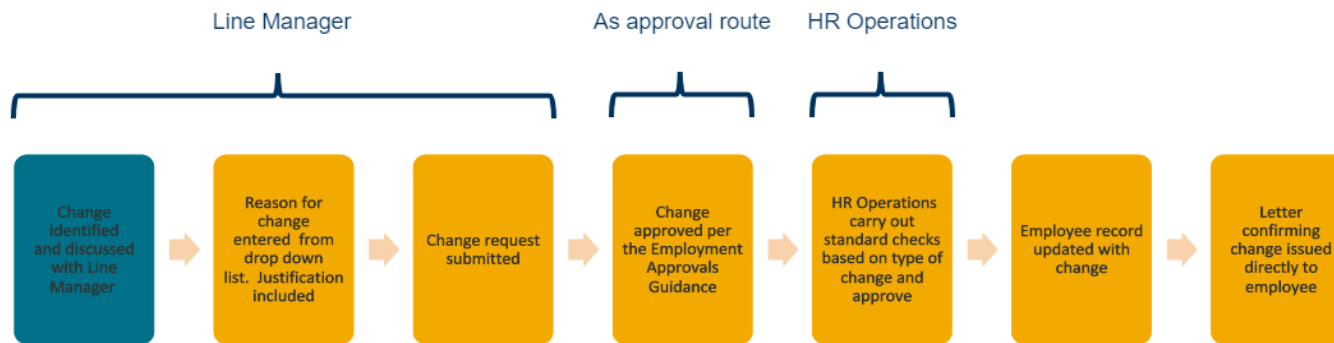 Line Manager
As approval route
HR Operations
Change
identified
and discussed
with Line
Manager
Reason for
change
entered  from
drop down
list.  Justification
included
Change request
submitted
Change
approved per
the Employment
Approvals
Guidance
HR Operations
carry out
standard checks
based on type of
change and
approve
Employee record
updated with
change
Letter
confirming
change issued
directly to
employee